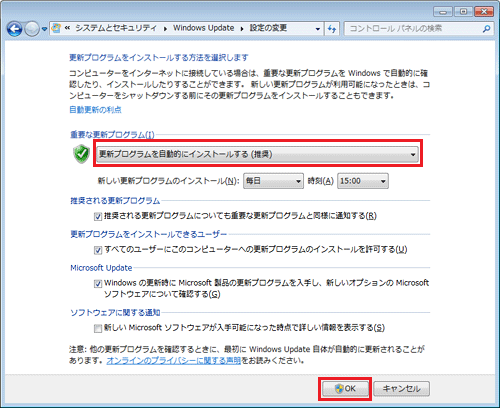 システムとセキュリティ ▸ Windows Update ▸ 設定の変更
コントロール パネルの検索
更新プログラムをインストールする方法を選択します
コンピューターをインターネットに接続している場合は、重要な更新プログラムを Windows で自動的に確
認したり、インストールしたりすることができます。 新しい更新プログラムが利用可能になったときは、コ
ンピューターをシャットダウンする前にその更新プログラムをインストールすることもできます。
自動更新の利点
重要な更新プログラム(I)
更新プログラムを自動的にインストールする (推奨)
新しい更新プログラムのインストール(N): 毎日 時刻(A) 15:00
推奨される更新プログラム
推奨される更新プログラムについても重要な更新プログラムと同様に通知する(R)
更新プログラムをインストールできるユーザー
すべてのユーザーにこのコンピューターへの更新プログラムのインストールを許可する(U)
Microsoft Update
Windows の更新時に Microsoft 製品の更新プログラムを入手し、新しいオプションの Microsoft
ソフトウェアについて確認する(G)
ソフトウェアに関する通知
新しい Microsoft ソフトウェアが入手可能になった時点で詳しい情報を表示する(S)
注意: 他の更新プログラムを確認するときに、最初に Windows Update 自体が自動的に更新されることが
あります。オンラインのプライバシーに関する声明をお読みください。
OK
キャンセル